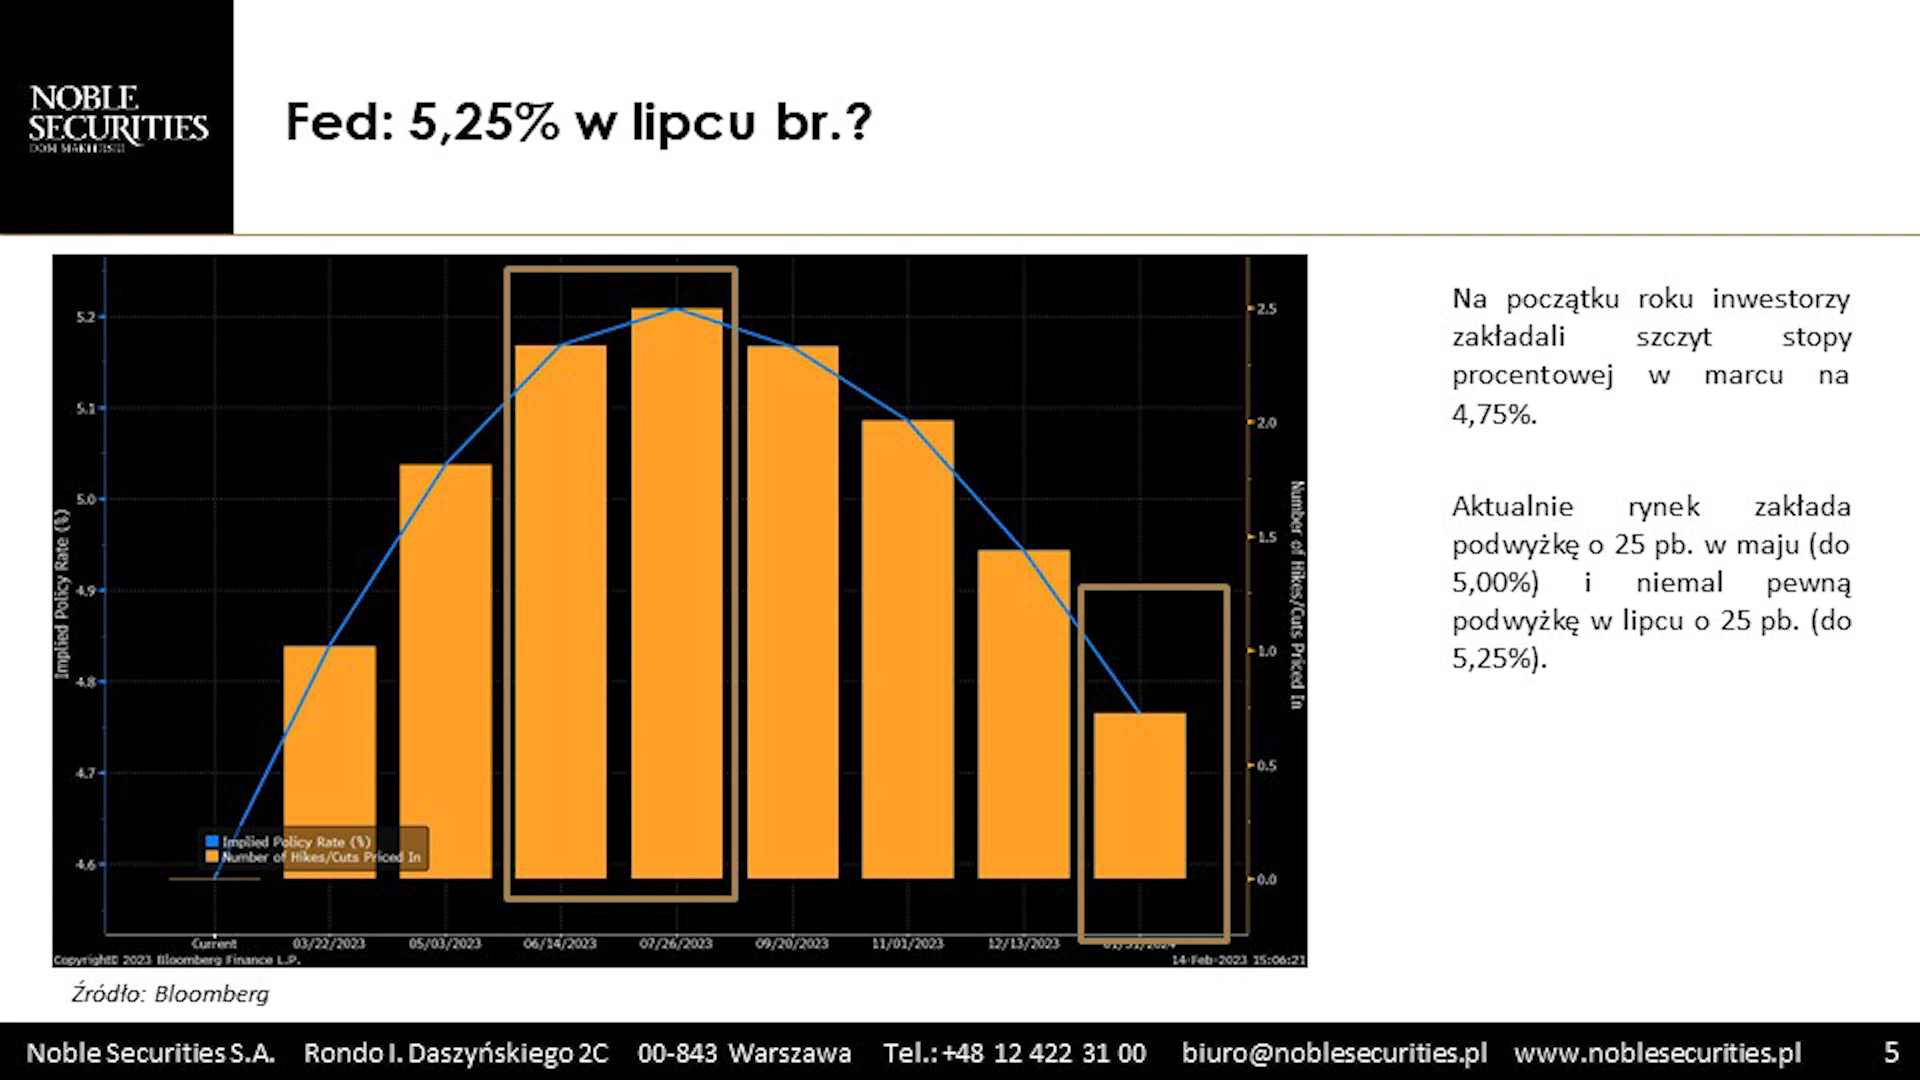 NOBLE
SECURITIES
DOM MAKLERSKI
Fed: 5,25% w lipcu br.?
Na początku roku inwestorzy
zakładali szczyt stopy
procentowej w marcu na
4,75%.
Aktualnie rynek zakłada
podwyżkę o 25 pb. w maju (do
5,00%) i niemal pewną
podwyżkę w lipcu o 25 pb. (do
5,25%).
5.2
5.1
5.0
4.9
4.8
4.7
4.6
Implied Policy Rate (%)
2.5
2.0
1.5
1.0
0.5
0.0
Number of Hikes/Cuts Priced In
Implied Policy Rate (%)
Number of Hikes/Cuts Priced In
Current 03/22/2023 05/03/2023 06/14/2023 07/26/2023 09/20/2023 11/01/2023 12/13/2023 01/31/2024
Copyright© 2023 Bloomberg Finance L.P. 14-Feb-2023 15:06:21
Źródło: Bloomberg
Noble Securities S.A. Rondo I. Daszyńskiego 2C 00-843 Warszawa Tel.: +48 12 422 31 00 biuro@noblesecurities.pl www.noblesecurities.pl 5